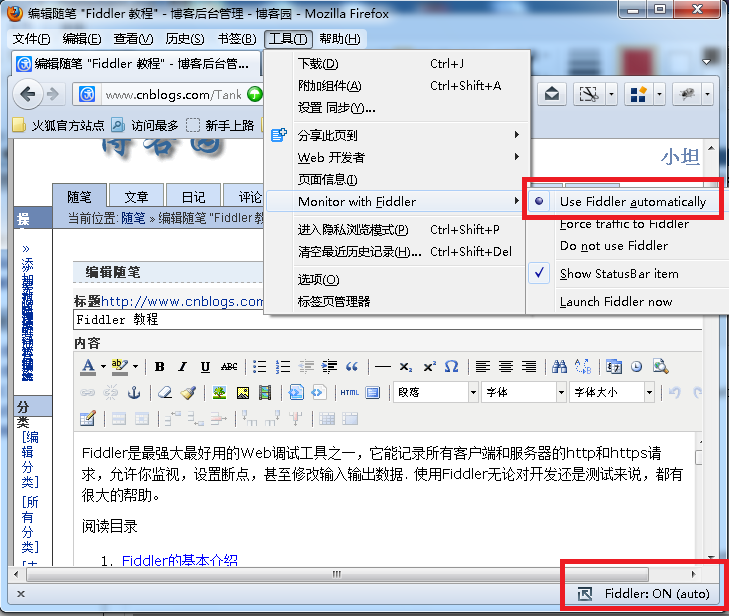 编辑随笔 "Fiddler 教程" - 博客后台管理 - 博客园 - Mozilla Firefox
文件(F) 编辑(E) 查看(V) 历史(S) 书签(B) 工具(T) 帮助(H)
编辑随笔 "Fiddler 教程" - 博客后台管...
www.cnblogs.com/Tank
火狐官方站点 访问最多 新手上路
下载(D) Ctrl+J
附加组件(A) Ctrl+Shift+A
设置 同步(Y)...
分享此页到
Web 开发者
页面信息(I)
Monitor with Fiddler
进入隐私浏览模式(P) Ctrl+Shift+P
清空最近历史记录(H)... Ctrl+Shift+Del
选项(O)
标签页管理器
Use Fiddler automatically
Force traffic to Fiddler
Do not use Fiddler
Show StatusBar item
Launch Fiddler now
博客园
小坦
随笔 文章 日记 评论
当前位置: 随笔 » 编辑随笔 "Fiddler 教
操
»
添
分
类
[编
辑
分
类]
[所
有
分
类]
编辑随笔
标题http://www.cnblogs.com
Fiddler 教程
内容
A ab B I U ABC x₂ x² Ω
HTML 段落 字体 字体大小
Fiddler是最强大最好用的Web调试工具之一，它能记录所有客户端和服务器的http和https请
求，允许你监视，设置断点，甚至修改输入输出数据. 使用Fiddler无论对开发还是测试来说，都有
很大的帮助。
阅读目录
1. Fiddler的基本介绍
Fiddler: ON (auto)